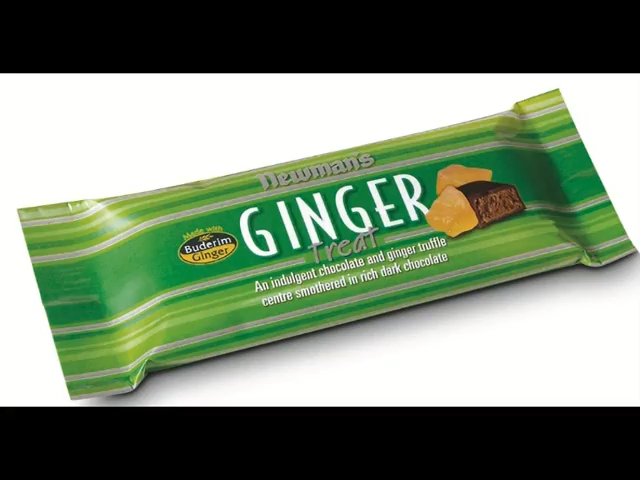 Newman's
GINGER
Treat
Made with
Buderim
Ginger
An indulgent chocolate and ginger truffle
centre smothered in rich dark chocolate